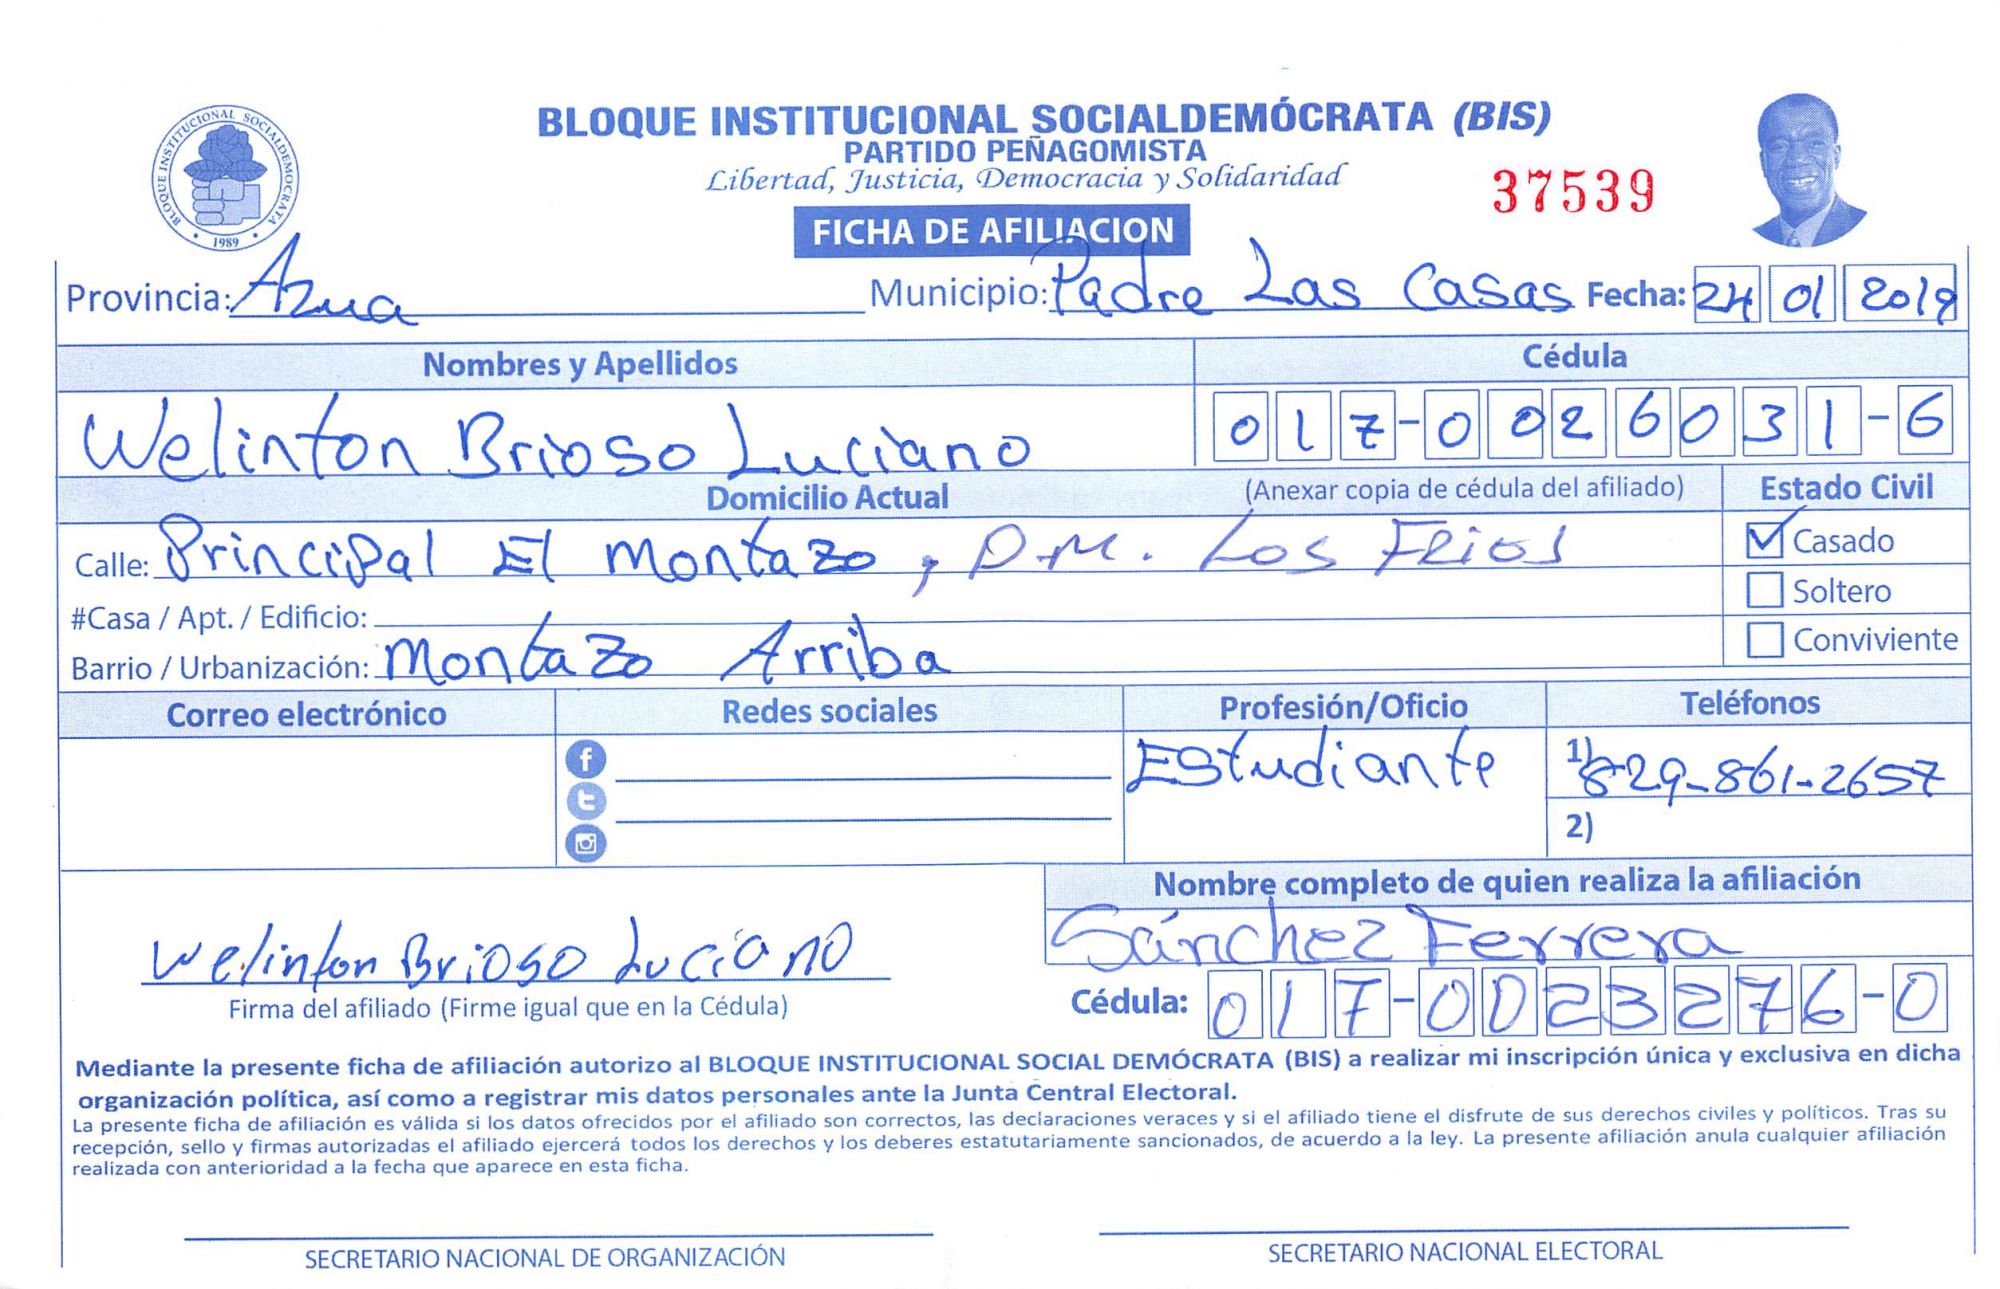 BLOQUE INSTITUCIONAL SOCIALDEMOCRATA
1989
BLOQUE INSTITUCIONAL SOCIALDEMÓCRATA (BIS)
PARTIDO PEÑAGOMISTA
Libertad, Justicia, Democracia y Solidaridad
37539
FICHA DE AFILIACION
Provincia: Azua Municipio: Padre Las Casas Fecha: 24 01 2019
Nombres y Apellidos Cédula
Welinton Brioso Luciano 017-0026031-6
Domicilio Actual (Anexar copia de cédula del afiliado) Estado Civil
Calle: Principal El Montazo, D.M. Los Frios Casado
#Casa / Apt. / Edificio: Soltero
Barrio / Urbanización: Montazo Arriba Conviviente
Correo electrónico Redes sociales Profesión/Oficio Teléfonos
Estudiante 1) 829-861-2657
2)
Nombre completo de quien realiza la afiliación
Sánchez Ferrera
Welinton Brioso Luciano
Firma del afiliado (Firme igual que en la Cédula) Cédula: 017-0023276-0
Mediante la presente ficha de afiliación autorizo al BLOQUE INSTITUCIONAL SOCIAL DEMÓCRATA (BIS) a realizar mi inscripción única y exclusiva en dicha
organización política, así como a registrar mis datos personales ante la Junta Central Electoral.
La presente ficha de afiliación es válida si los datos ofrecidos por el afiliado son correctos, las declaraciones veraces y si el afiliado tiene el disfrute de sus derechos civiles y políticos. Tras su
recepción, sello y firmas autorizadas el afiliado ejercerá todos los derechos y los deberes estatutariamente sancionados, de acuerdo a la ley. La presente afiliación anula cualquier afiliación
realizada con anterioridad a la fecha que aparece en esta ficha.
SECRETARIO NACIONAL DE ORGANIZACIÓN SECRETARIO NACIONAL ELECTORAL